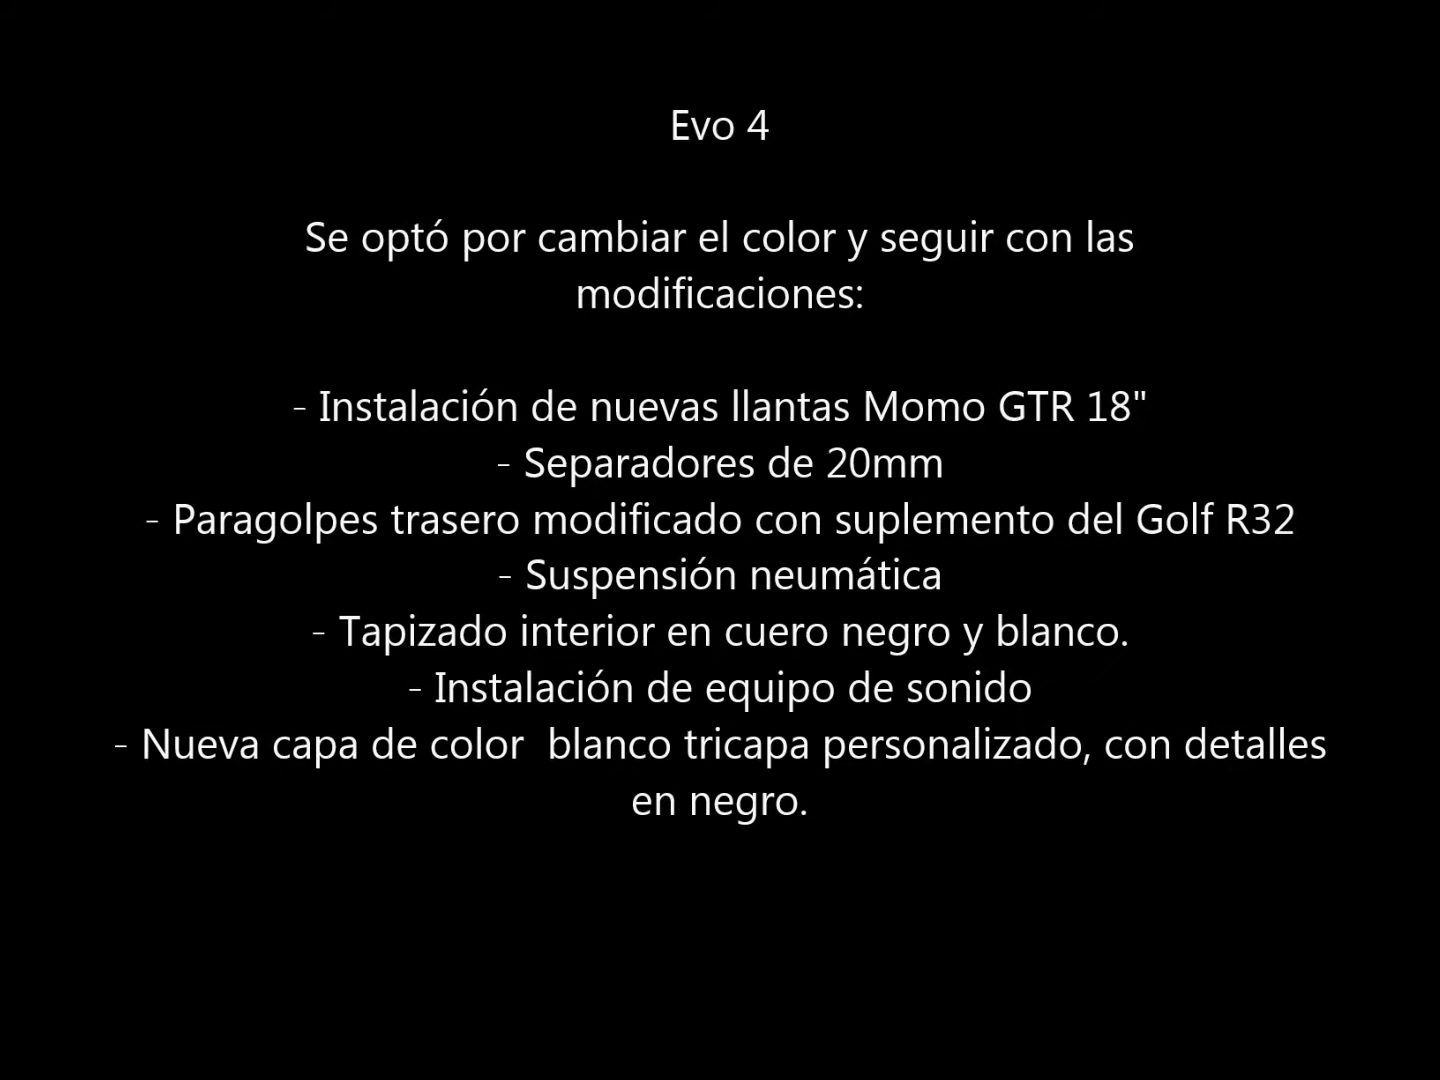 Evo 4
Se optó por cambiar el color y seguir con las
modificaciones:
- Instalación de nuevas llantas Momo GTR 18"
- Separadores de 20mm
- Paragolpes trasero modificado con suplemento del Golf R32
- Suspensión neumática
- Tapizado interior en cuero negro y blanco.
- Instalación de equipo de sonido
- Nueva capa de color  blanco tricapa personalizado, con detalles
en negro.